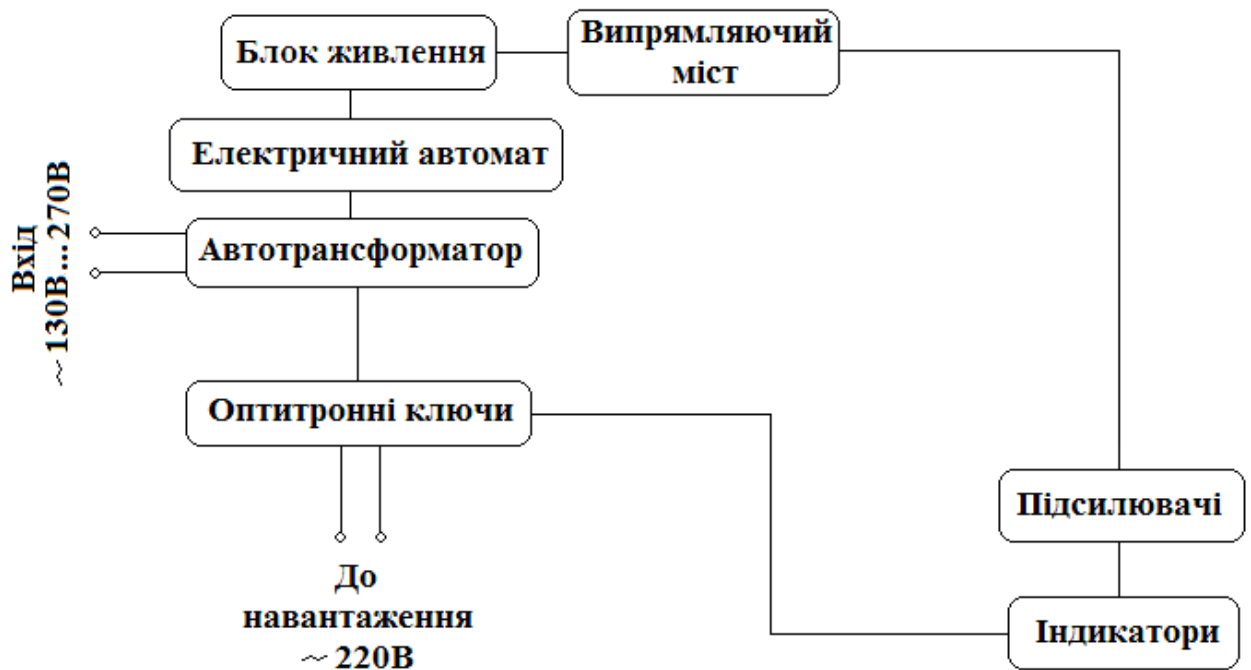 Блок живлення
Випрямляючий
міст
Електричний автомат
Вхід
~130В...270В
Автотрансформатор
Оптитронні ключи
Підсилювачі
До
навантаження
~ 220В
Індикатори